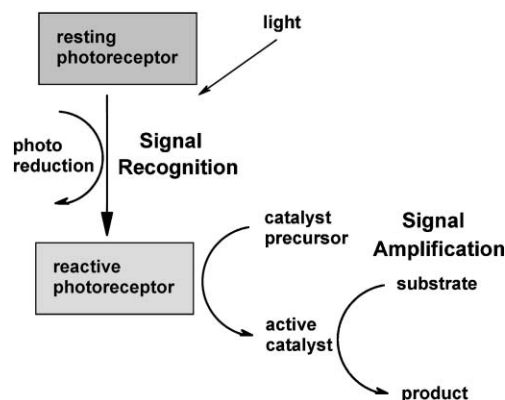 resting
photoreceptor
light
photo
reduction
Signal
Recognition
reactive
photoreceptor
catalyst
precursor
Signal
Amplification
substrate
active
catalyst
product